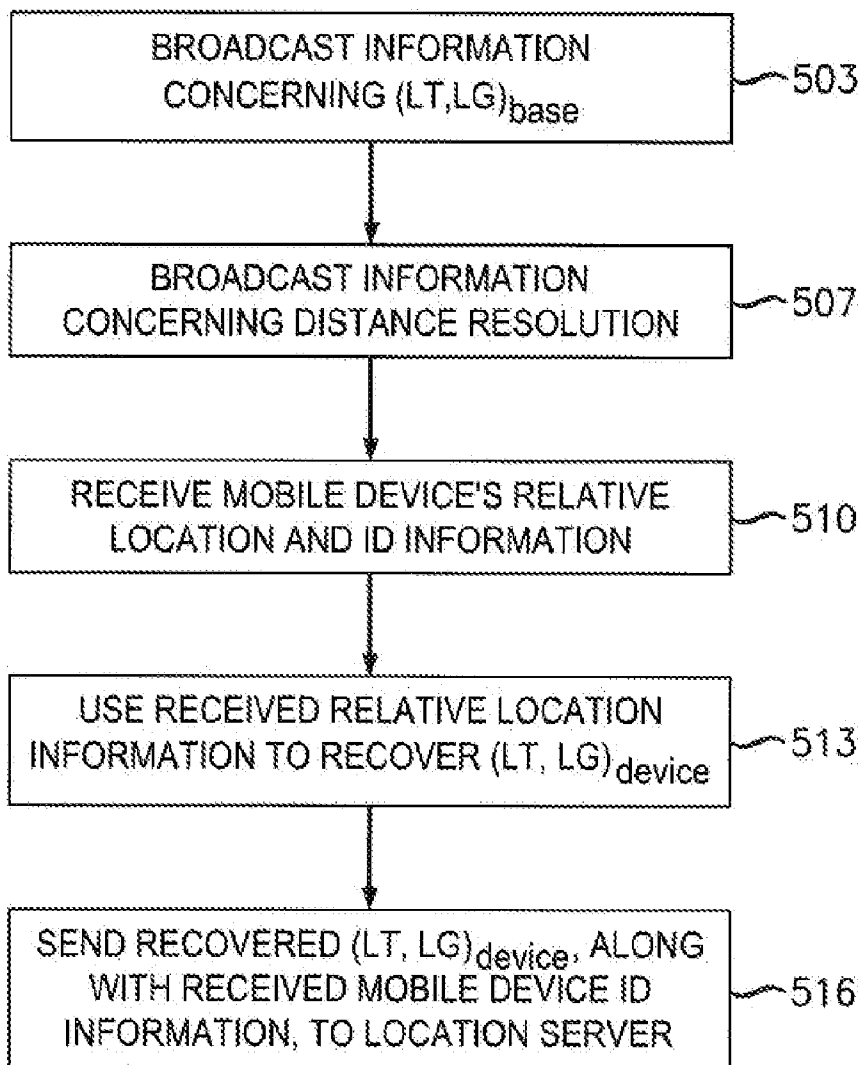 BROADCAST INFORMATION
CONCERNING (LT,LG)base
503
BROADCAST INFORMATION
CONCERNING DISTANCE RESOLUTION
507
RECEIVE MOBILE DEVICE'S RELATIVE
LOCATION AND ID INFORMATION
510
USE RECEIVED RELATIVE LOCATION
INFORMATION TO RECOVER (LT, LG)device
513
SEND RECOVERED (LT, LG)device, ALONG
WITH RECEIVED MOBILE DEVICE ID
INFORMATION, TO LOCATION SERVER
516